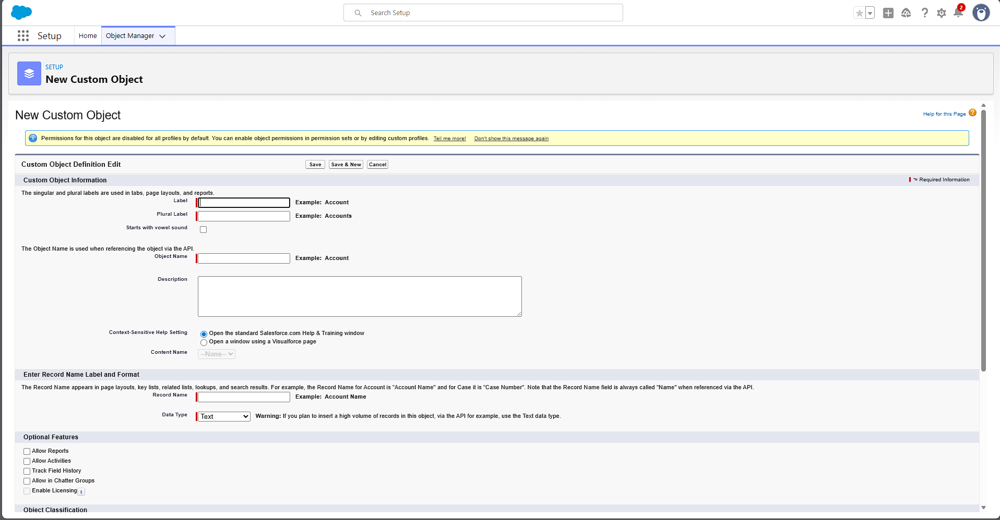 Search Setup
2
Setup
Home
Object Manager
SETUP
New Custom Object
New Custom Object
Help for this Page ?
i Permissions for this object are disabled for all profiles by default. You can enable object permissions in permission sets or by editing custom profiles. Tell me more! Don't show this message again
Custom Object Definition Edit Save Save & New Cancel
Custom Object Information = Required Information
The singular and plural labels are used in tabs, page layouts, and reports.
Label Example: Account
Plural Label Example: Accounts
Starts with vowel sound
The Object Name is used when referencing the object via the API.
Object Name Example: Account
Description
Context-Sensitive Help Setting Open the standard Salesforce.com Help & Training window
Open a window using a Visualforce page
Content Name --None--
Enter Record Name Label and Format
The Record Name appears in page layouts, key lists, related lists, lookups, and search results. For example, the Record Name for Account is "Account Name" and for Case it is "Case Number". Note that the Record Name field is always called "Name" when referenced via the API.
Record Name Example: Account Name
Data Type Text Warning: If you plan to insert a high volume of records in this object, via the API for example, use the Text data type.
Optional Features
Allow Reports
Allow Activities
Track Field History
Allow in Chatter Groups
Enable Licensing i
Object Classification